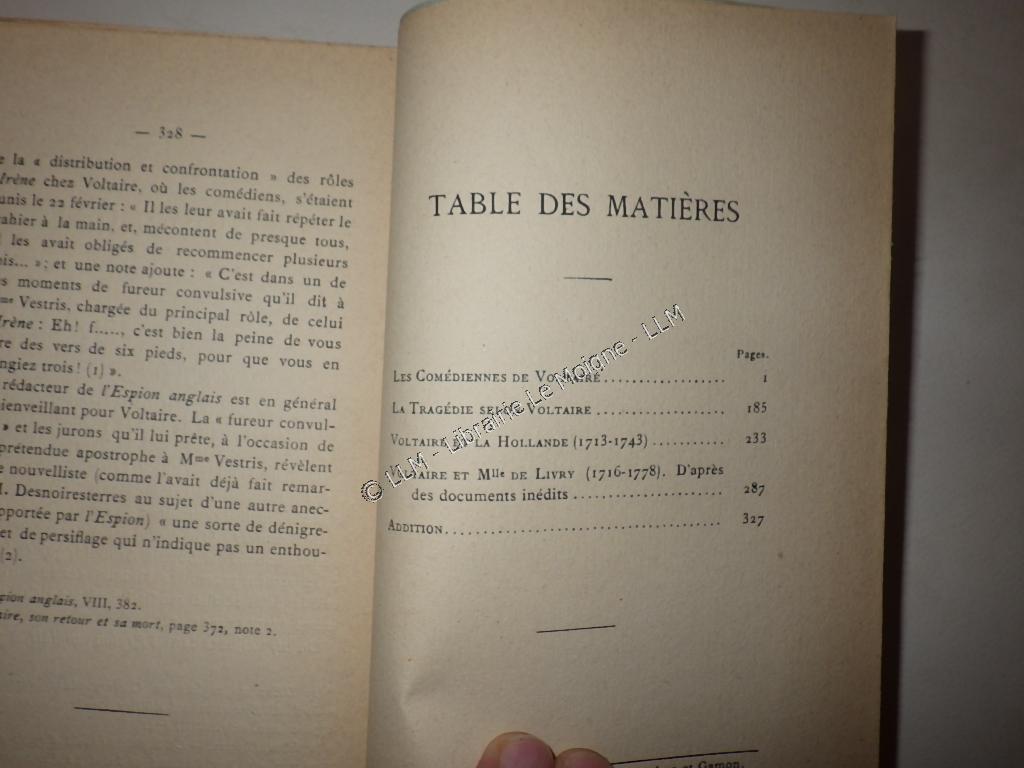 — 328 —
e la « distribution et confrontation » des rôles
Irène chez Voltaire, où les comédiens, s'étaient
unis le 22 février : « Il les leur avait fait répéter le
ahier à la main, et, mécontent de presque tous,
l les avait obligés de recommencer plusieurs
ois... »; et une note ajoute : « C'est dans un de
s moments de fureur convulsive qu'il dit à
me Vestris, chargée du principal rôle, de celui
Irène : Eh! f....., c'est bien la peine de vous
re des vers de six pieds, pour que vous en
ngiez trois! (1) ».
rédacteur de l'Espion anglais est en général
ienveillant pour Voltaire. La « fureur convul-
» et les jurons qu'il lui prête, à l'occasion de
prétendue apostrophe à Mme Vestris, révèlent
e nouvelliste (comme l'avait déjà fait remar-
M. Desnoiresterres au sujet d'une autre anec-
pportée par l'Espion) « une sorte de dénigre-
et de persiflage qui n'indique pas un enthou-
(2).
pion anglais, VIII, 382.
aire, son retour et sa mort, page 372, note 2.
TABLE DES MATIÈRES
Pages.
Les Comédiennes de Voltaire.................. 1
La Tragédie selon Voltaire................... 185
Voltaire et la Hollande (1713-1743)........... 233
Voltaire et Mlle de Livry (1716-1778). D'après
des documents inédits...................... 287
Addition....................................... 327
et Gamon.
© LLM - Librairie Le Moigne - LLM